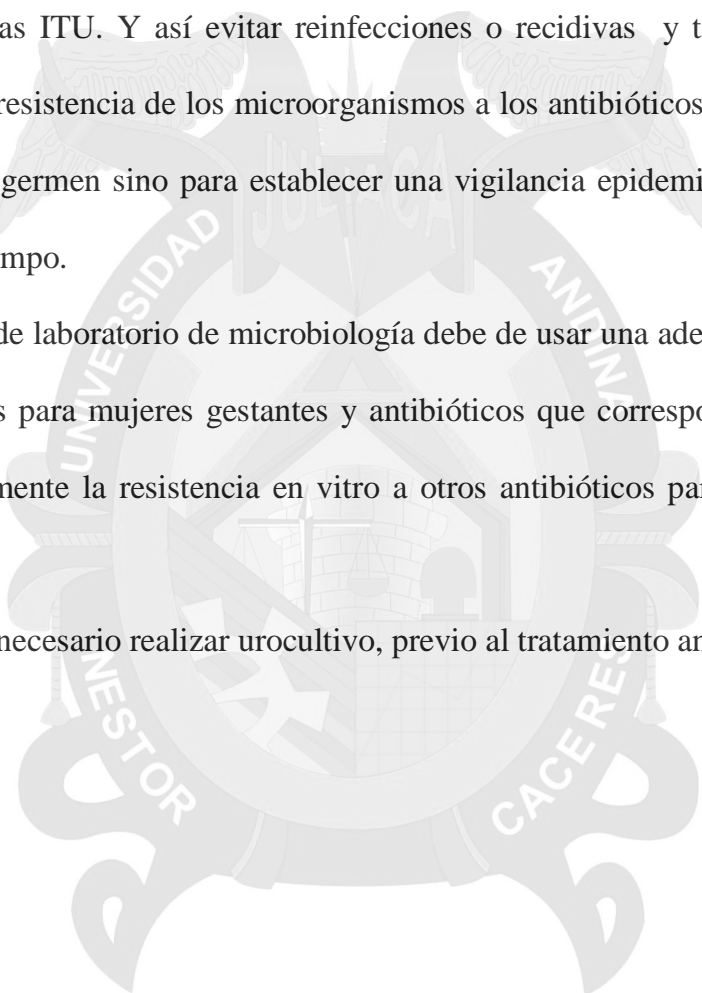 as ITU. Y así evitar reinfecciones o recidivas y t
resistencia de los microorganismos a los antibióticos
germen sino para establecer una vigilancia epidemi
mpo.
de laboratorio de microbiología debe de usar una ade
s para mujeres gestantes y antibióticos que correspo
mente la resistencia en vitro a otros antibióticos par
necesario realizar urocultivo, previo al tratamiento an
UNIVERSIDAD
ANDINA
JULIACA
NESTOR
CACERES